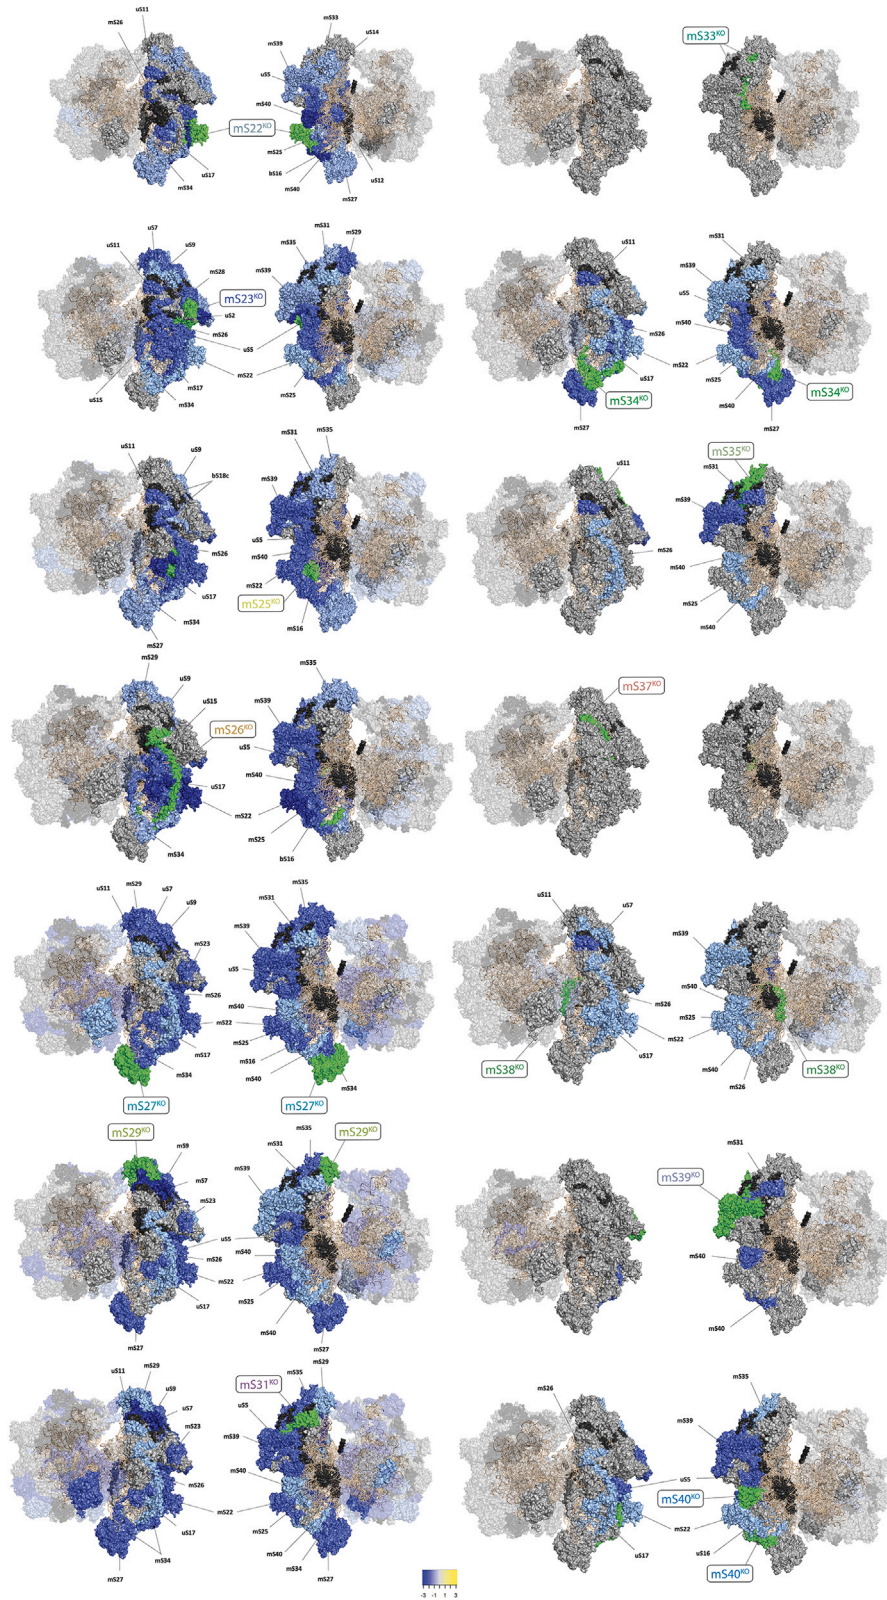 uS11
mS26
mS34
uS17
mS22KO
mS33
mS39
uS14
uS5
mS40
mS25
bS16
mS40
uS12
mS27
mS33KO
uS7
uS11
uS9
mS28
mS23KO
uS2
mS26
uS5
mS22
mS17
uS15
mS34
mS31
mS35
mS29
mS39
mS25
uS11
mS26
mS22
uS17
mS34KO
mS27
mS31
mS39
uS5
mS40
mS25
mS40
mS34KO
mS27
uS11
uS9
bS18c
mS26
uS17
mS34
mS27
mS35
mS31
mS39
uS5
mS40
mS22
mS25KO
mS16
uS11
mS26
mS35KO
mS31
mS39
mS40
mS25
mS40
mS29
uS9
uS15
mS26KO
uS17
mS22
mS34
mS35
mS39
uS5
mS40
mS25
bS16
mS37KO
mS29
uS11
uS7
uS9
mS23
mS26
mS22
mS17
mS34
mS27KO
mS35
mS31
mS39
uS5
mS40
mS25
mS16
mS40
mS34
mS27KO
uS11
uS7
mS26
mS22
uS17
mS38KO
mS39
mS40
mS25
mS40
mS26
mS38KO
mS29KO
mS9
mS7
mS23
uS5
mS26
mS22
uS17
mS27
mS35
mS29KO
mS31
mS39
mS40
mS25
mS40
mS27
mS39KO
mS31
mS40
mS40
mS29
uS11
uS9
uS7
mS23
mS26
mS22
uS17
mS34
mS27
mS29
mS35
mS31KO
uS5
mS39
mS40
mS25
mS40
mS34
mS27
mS26
uS5
mS22
uS17
mS35
mS39
mS40KO
uS16
mS40KO
-3 -1 1 3